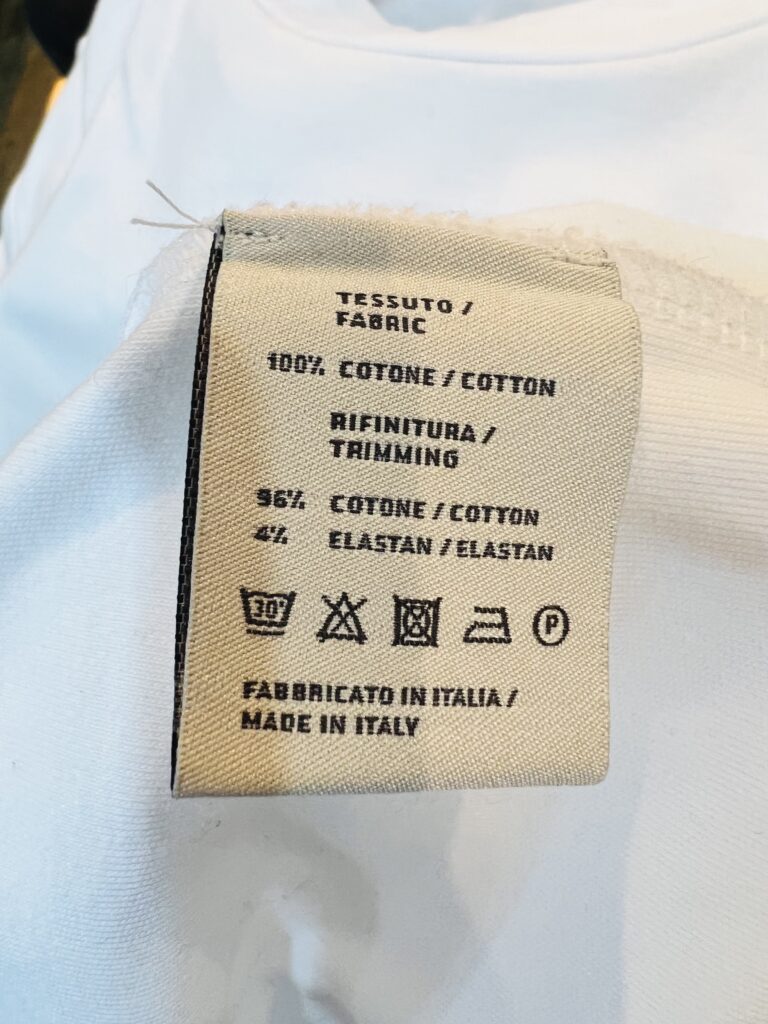 TESSUTO /
FABRIC
100% COTONE / COTTON
RIFINITURA /
TRIMMING
96% COTONE / COTTON
4% ELASTAN / ELASTAN
30° P
FABBRICATO IN ITALIA /
MADE IN ITALY